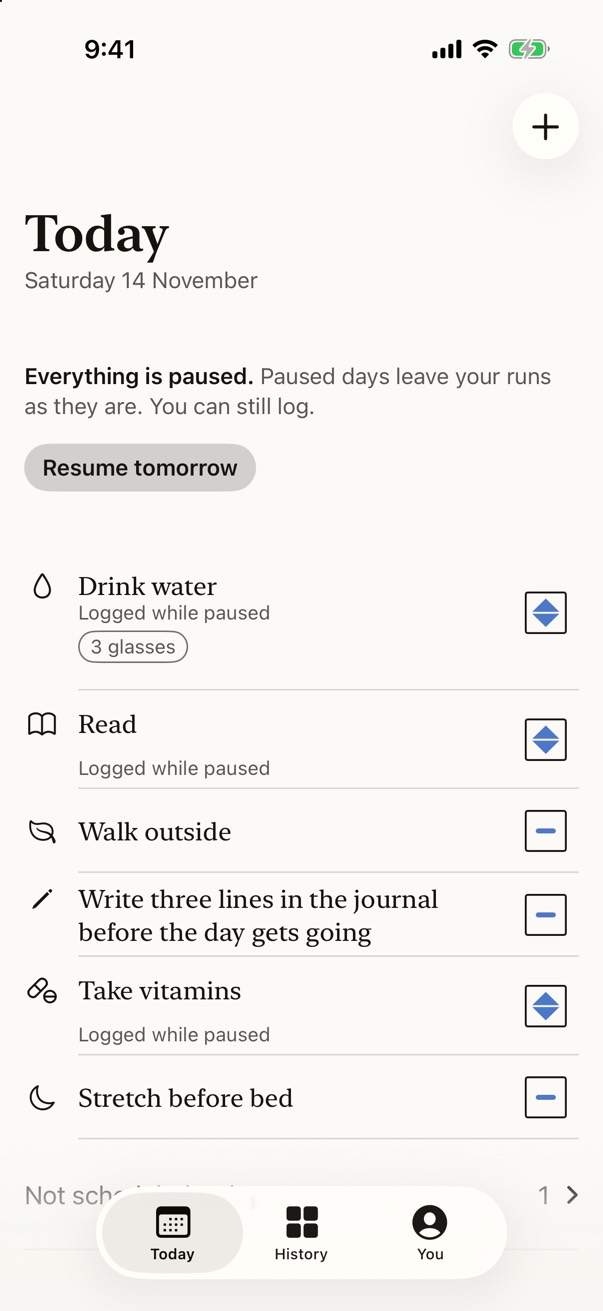 9:41
Today
Saturday 14 November
Everything is paused. Paused days leave your runs
as they are. You can still log.
Resume tomorrow
Drink water
Logged while paused
3 glasses
Read
Logged while paused
Walk outside
Write three lines in the journal
before the day gets going
Take vitamins
Logged while paused
Stretch before bed
Not 1
Today
History
You